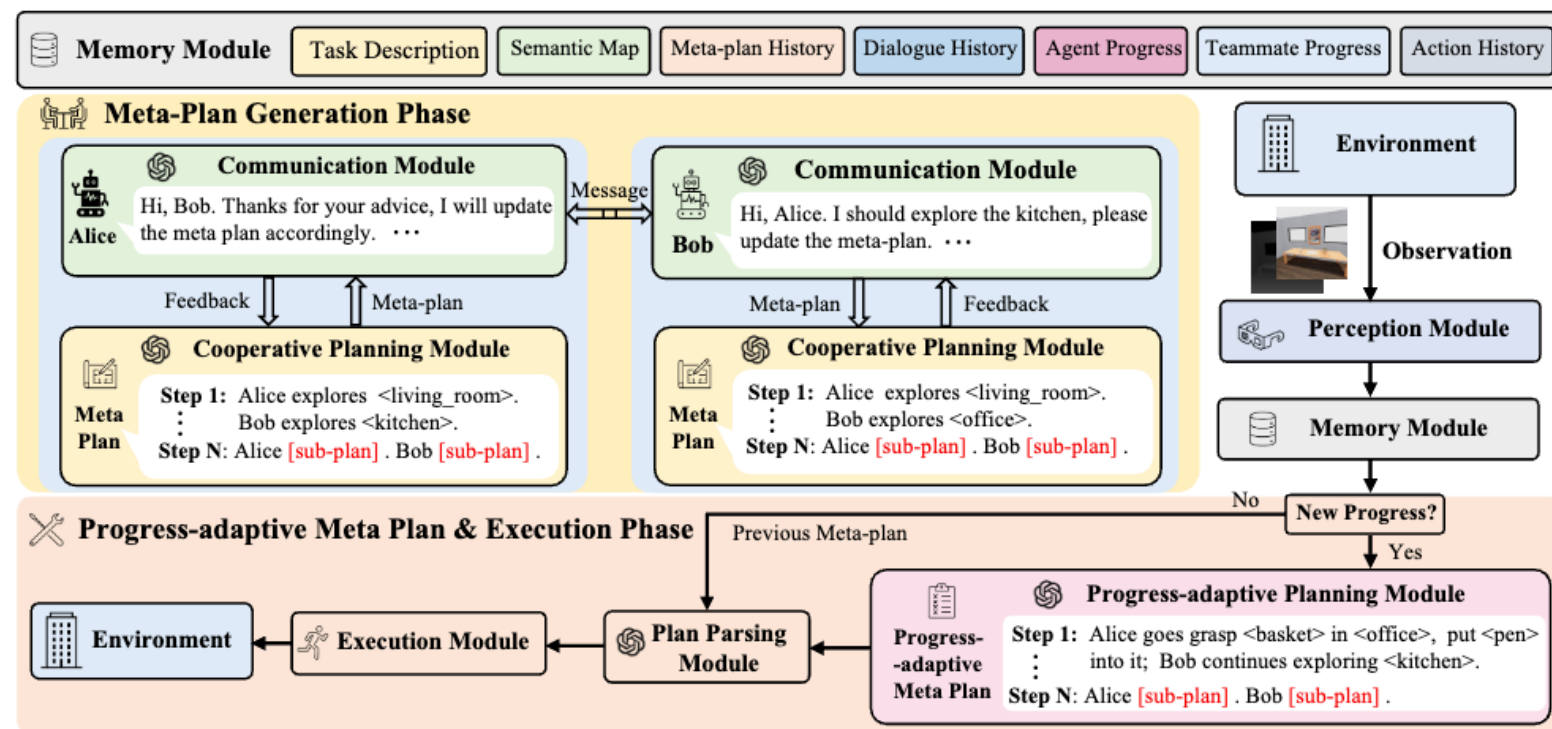 Memory Module
Task Description
Semantic Map
Meta-plan History
Dialogue History
Agent Progress
Teammate Progress
Action History
Meta-Plan Generation Phase
Communication Module
Hi, Bob. Thanks for your advice, I will update
the meta plan accordingly. ···
Alice
Message
Communication Module
Hi, Alice. I should explore the kitchen, please
update the meta-plan. ···
Bob
Feedback
Meta-plan
Meta-plan
Feedback
Cooperative Planning Module
Meta
Plan
Step 1: Alice explores <living_room>.
Bob explores <kitchen>.
Step N: Alice [sub-plan] . Bob [sub-plan] .
Cooperative Planning Module
Meta
Plan
Step 1: Alice explores <living_room>.
Bob explores <office>.
Step N: Alice [sub-plan] . Bob [sub-plan] .
Environment
Observation
Perception Module
Memory Module
New Progress?
No
Yes
Progress-adaptive Meta Plan & Execution Phase
Previous Meta-plan
Progress-adaptive Planning Module
Progress-
-adaptive
Meta Plan
Step 1: Alice goes grasp <basket> in <office>, put <pen>
into it; Bob continues exploring <kitchen>.
Step N: Alice [sub-plan] . Bob [sub-plan] .
Plan Parsing
Module
Execution Module
Environment